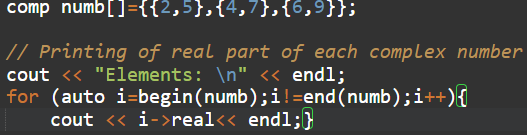 comp numb[]={{2,5},{4,7},{6,9}};
// Printing of real part of each complex number
cout << "Elements: \n" << endl;
for (auto i=begin(numb);i!=end(numb);i++){
cout << i->real<< endl;}